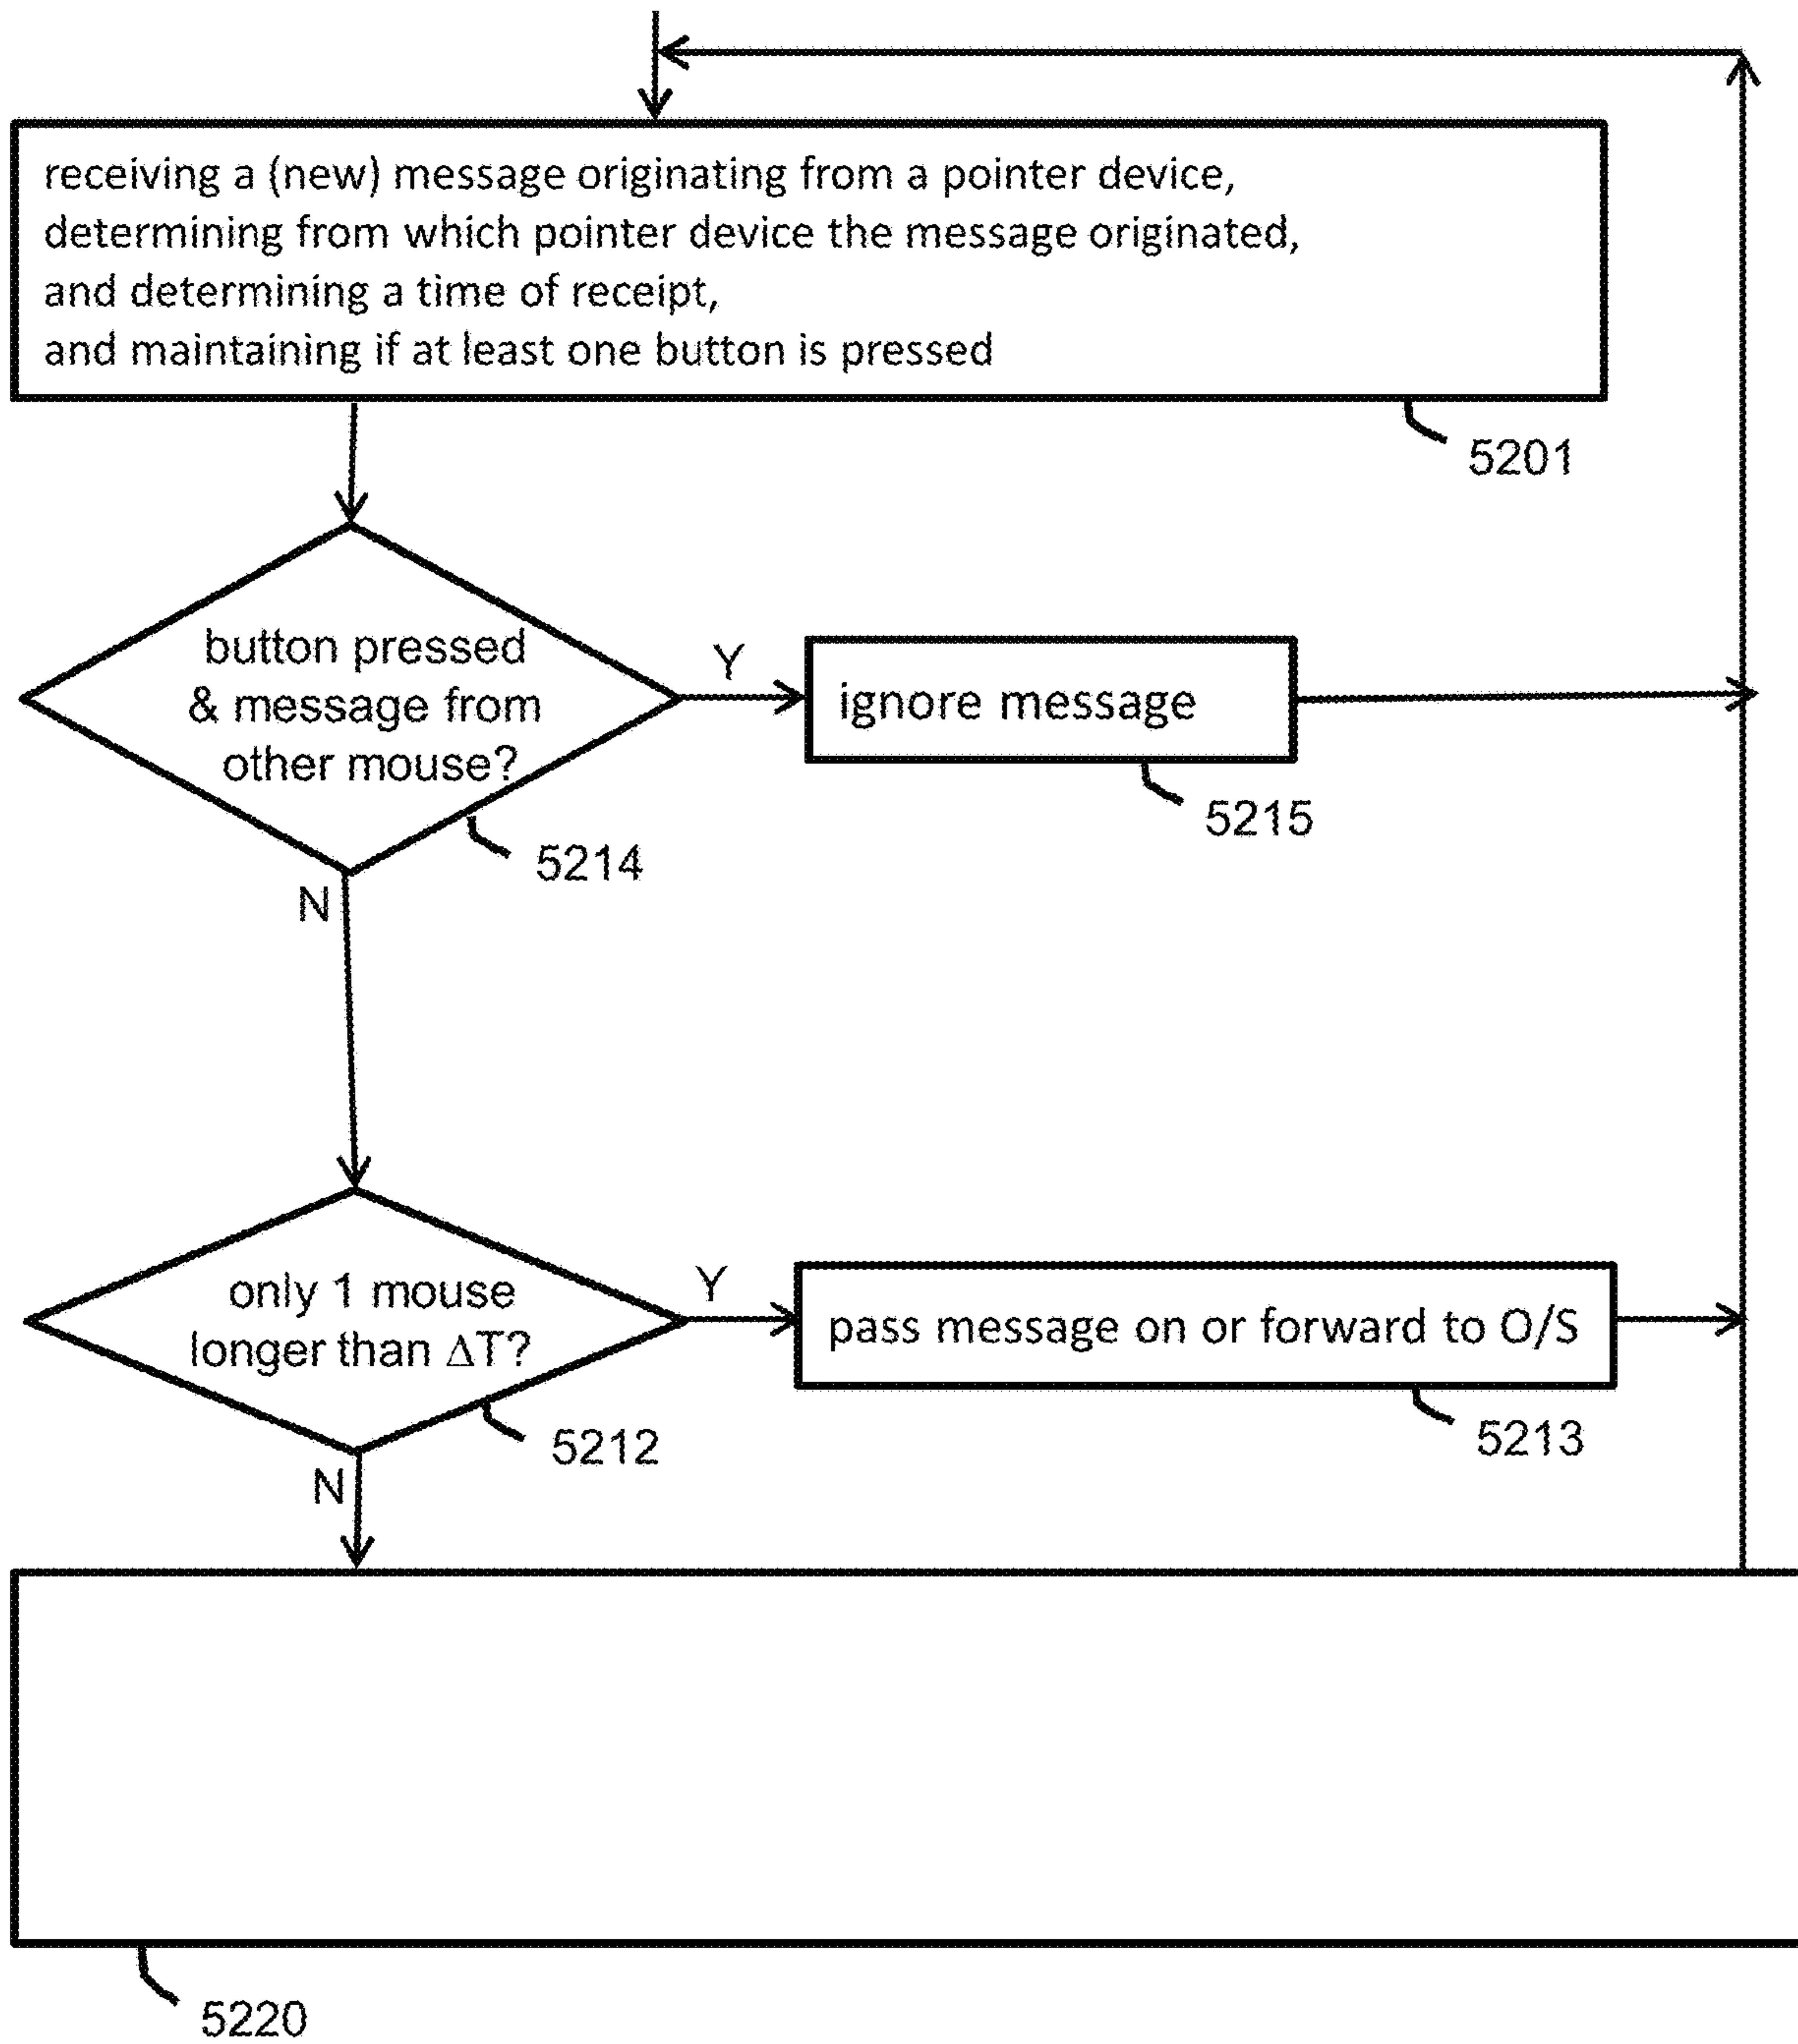 receiving a (new) message originating from a pointer device,
determining from which pointer device the message originated,
and determining a time of receipt,
and maintaining if at least one button is pressed
5201
button pressed
& message from
other mouse?
Y
ignore message
5215
5214
N
only 1 mouse
longer than ΔT?
Y
pass message on or forward to O/S
5213
5212
N
5220